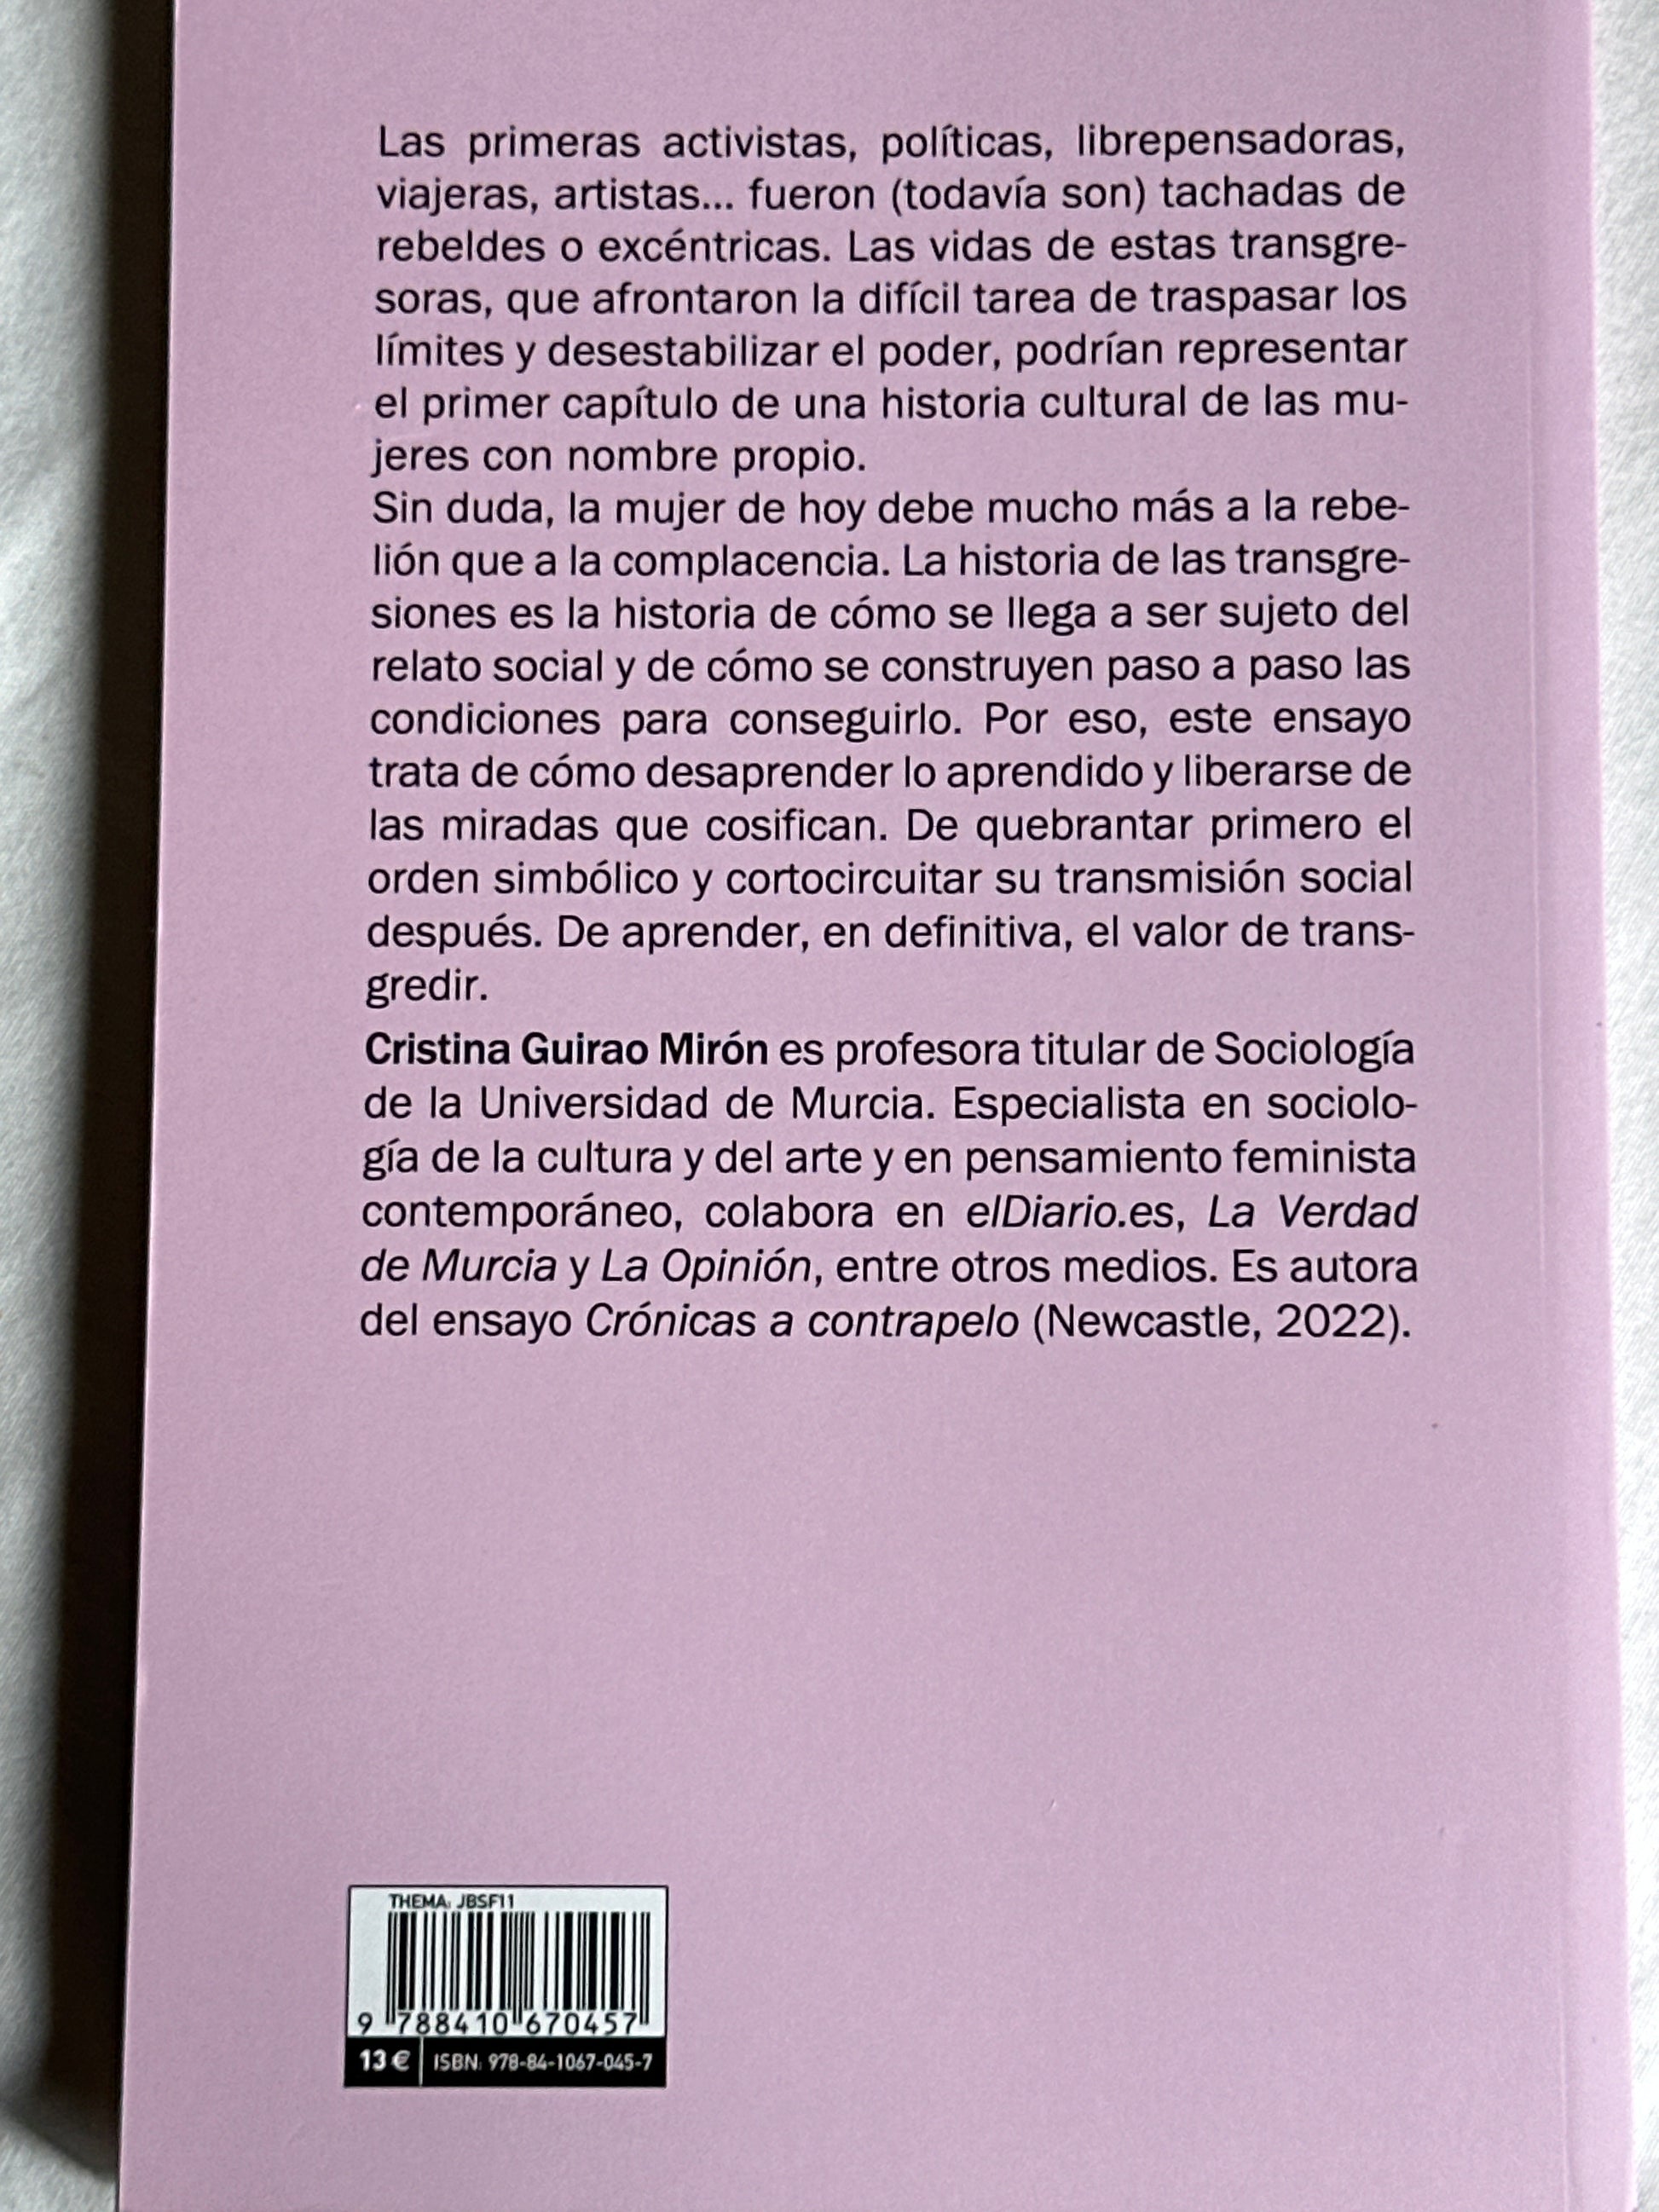 Las primeras activistas, políticas, librepensadoras,
viajeras, artistas... fueron (todavía son) tachadas de
rebeldes o excéntricas. Las vidas de estas transgre-
soras, que afrontaron la difícil tarea de traspasar los
límites y desestabilizar el poder, podrían representar
el primer capítulo de una historia cultural de las mu-
jeres con nombre propio.
Sin duda, la mujer de hoy debe mucho más a la rebe-
lión que a la complacencia. La historia de las transgre-
siones es la historia de cómo se llega a ser sujeto del
relato social y de cómo se construyen paso a paso las
condiciones para conseguirlo. Por eso, este ensayo
trata de cómo desaprender lo aprendido y liberarse de
las miradas que cosifican. De quebrantar primero el
orden simbólico y cortocircuitar su transmisión social
después. De aprender, en definitiva, el valor de trans-
gredir.
Cristina Guirao Mirón es profesora titular de Sociología
de la Universidad de Murcia. Especialista en sociolo-
gía de la cultura y del arte y en pensamiento feminista
contemporáneo, colabora en elDiario.es, La Verdad
de Murcia y La Opinión, entre otros medios. Es autora
del ensayo Crónicas a contrapelo (Newcastle, 2022).
THEMA: JBSF11
9 788410 670457
13 € ISBN: 978-84-1067-045-7